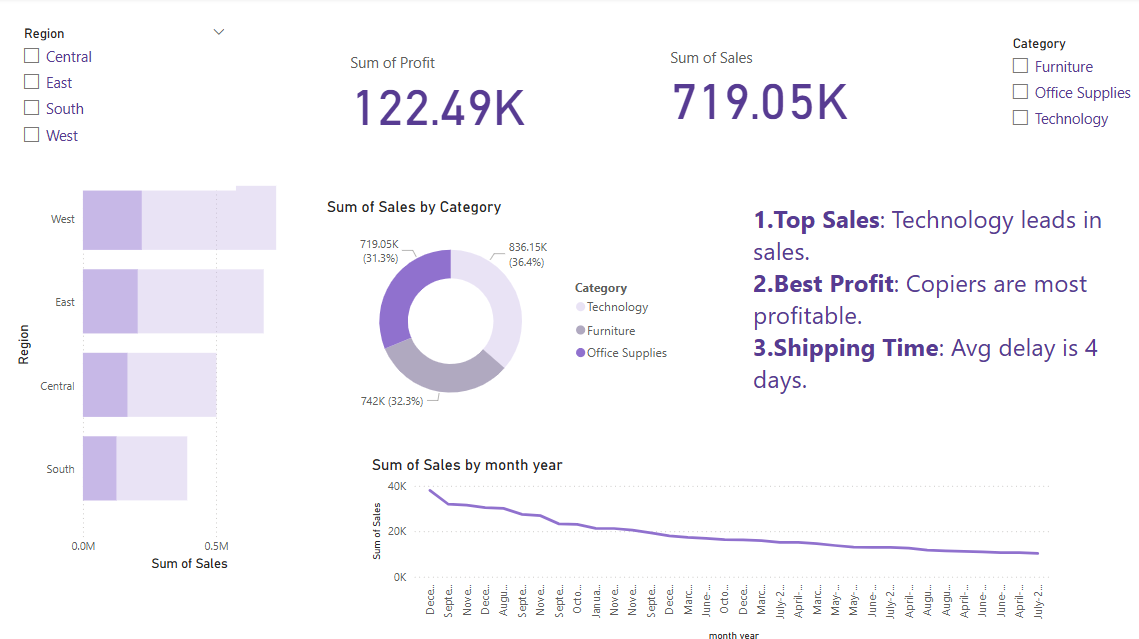 Region
Central
East
South
West
Sum of Profit
122.49K
Sum of Sales
719.05K
Category
Furniture
Office Supplies
Technology
West
East
Central
South
Region
0.0M
0.5M
Sum of Sales
Sum of Sales by Category
719.05K
(31.3%)
836.15K
(36.4%)
742K (32.3%)
Category
Technology
Furniture
Office Supplies
1.Top Sales: Technology leads in
sales.
2.Best Profit: Copiers are most
profitable.
3.Shipping Time: Avg delay is 4
days.
Sum of Sales by month year
40K
20K
0K
Sum of Sales
Dece…
Septe…
Nove…
Dece…
Augu…
Septe…
Nove…
Septe…
Octo…
Janua…
Nove…
Nove…
Septe…
Dece…
Marc…
June-…
Octo…
Dece…
Marc…
July-2…
April-…
Marc…
May-…
May-…
June-…
July-2…
April-…
Augu…
Augu…
April-…
June-…
June-…
April-…
July-2…
month year